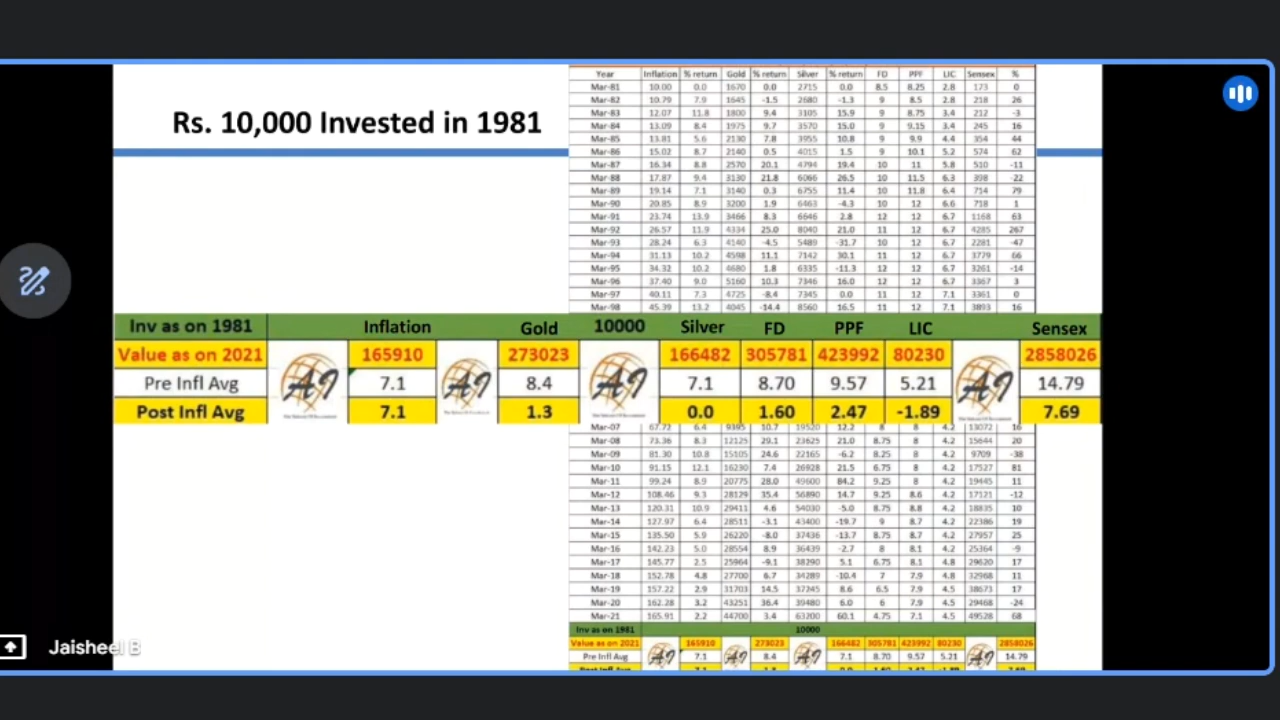 Rs. 10,000 Invested in 1981
Year Inflation % return Gold % return Silver % return FD PPF LIC Sensex %
Mar-81 10.00 0.0 1670 0.0 2715 0.0 8.5 8.25 2.8 173 0
Mar-82 10.79 7.9 1645 -1.5 2680 -1.3 9 8.5 2.8 218 26
Mar-83 12.07 11.8 1800 9.4 3105 15.9 9 8.75 3.4 212 -3
Mar-84 13.09 8.4 1975 9.7 3570 15.0 9 9.15 3.4 245 16
Mar-85 13.81 5.6 2130 7.8 3955 10.8 9 9.9 4.4 354 44
Mar-86 15.02 8.7 2140 0.5 4015 1.5 9 10.1 5.2 574 62
Mar-87 16.34 8.8 2570 20.1 4794 19.4 10 11 5.8 510 -11
Mar-88 17.87 9.4 3130 21.8 6066 26.5 10 11.5 6.3 398 -22
Mar-89 19.14 7.1 3140 0.3 6755 11.4 10 11.8 6.4 714 79
Mar-90 20.85 8.9 3200 1.9 6463 -4.3 10 12 6.6 718 1
Mar-91 23.74 13.9 3466 8.3 6646 2.8 12 12 6.7 1168 63
Mar-92 26.57 11.9 4334 25.0 8040 21.0 11 12 6.7 4285 267
Mar-93 28.24 6.3 4140 -4.5 5489 -31.7 10 12 6.7 2281 -47
Mar-94 31.13 10.2 4598 11.1 7142 30.1 11 12 6.7 3779 66
Mar-95 34.32 10.2 4680 1.8 6335 -11.3 12 12 6.7 3261 -14
Mar-96 37.40 9.0 5160 10.3 7346 16.0 12 12 6.7 3367 3
Mar-97 40.11 7.3 4725 -8.4 7345 0.0 11 12 7.1 3361 0
Mar-98 45.39 13.2 4045 -14.4 8560 16.5 11 12 7.1 3893 16
Inv as on 1981 Inflation Gold 10000 Silver FD PPF LIC Sensex
Value as on 2021 165910 273023 166482 305781 423992 80230 2858026
Pre Infl Avg 7.1 8.4 7.1 8.70 9.57 5.21 14.79
Post Infl Avg 7.1 1.3 0.0 1.60 2.47 -1.89 7.69
Mar-07 67.72 6.4 9395 10.7 19520 12.2 8 8 4.2 13072 16
Mar-08 73.36 8.3 12125 29.1 23625 21.0 8.75 8 4.2 15644 20
Mar-09 81.30 10.8 15105 24.6 22165 -6.2 8.25 8 4.2 9709 -38
Mar-10 91.15 12.1 16230 7.4 26928 21.5 6.75 8 4.2 17527 81
Mar-11 99.24 8.9 20775 28.0 49600 84.2 9.25 8 4.2 19445 11
Mar-12 108.46 9.3 28129 35.4 56890 14.7 9.25 8.6 4.2 17121 -12
Mar-13 120.31 10.9 29411 4.6 54030 -5.0 8.75 8.8 4.2 18835 10
Mar-14 127.97 6.4 28511 -3.1 43400 -19.7 9 8.7 4.2 22386 19
Mar-15 135.50 5.9 26220 -8.0 37436 -13.7 8.75 8.7 4.2 27957 25
Mar-16 142.23 5.0 28554 8.9 36439 -2.7 8 8.1 4.2 25364 -9
Mar-17 145.77 2.5 25964 -9.1 38290 5.1 6.75 8.1 4.8 29620 17
Mar-18 152.78 4.8 27700 6.7 34289 -10.4 7 7.9 4.8 32968 11
Mar-19 157.22 2.9 31703 14.5 37245 8.6 6.5 7.9 4.5 38673 17
Mar-20 162.28 3.2 43251 36.4 39480 6.0 6 7.9 4.5 29468 -24
Mar-21 165.91 2.2 44700 3.4 63200 60.1 4.75 7.1 4.5 49528 68
Inv as on 1981 10000
Value as on 2021 165910 273023 166482 305781 423992 80230 2858026
Pre Infl Avg 7.1 8.4 7.1 8.70 9.57 5.21 14.79
Jaisheel B